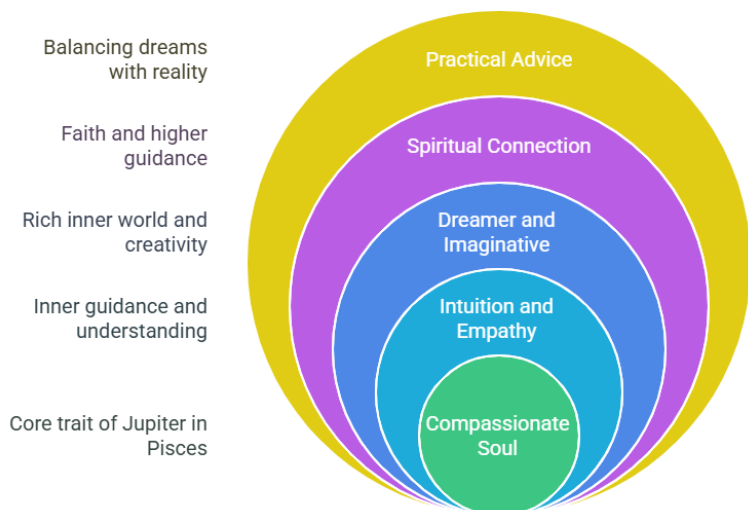 Balancing dreams
with reality
Practical Advice
Faith and higher
guidance
Spiritual Connection
Rich inner world and
creativity
Dreamer and
Imaginative
Inner guidance and
understanding
Intuition and
Empathy
Core trait of Jupiter in
Pisces
Compassionate
Soul